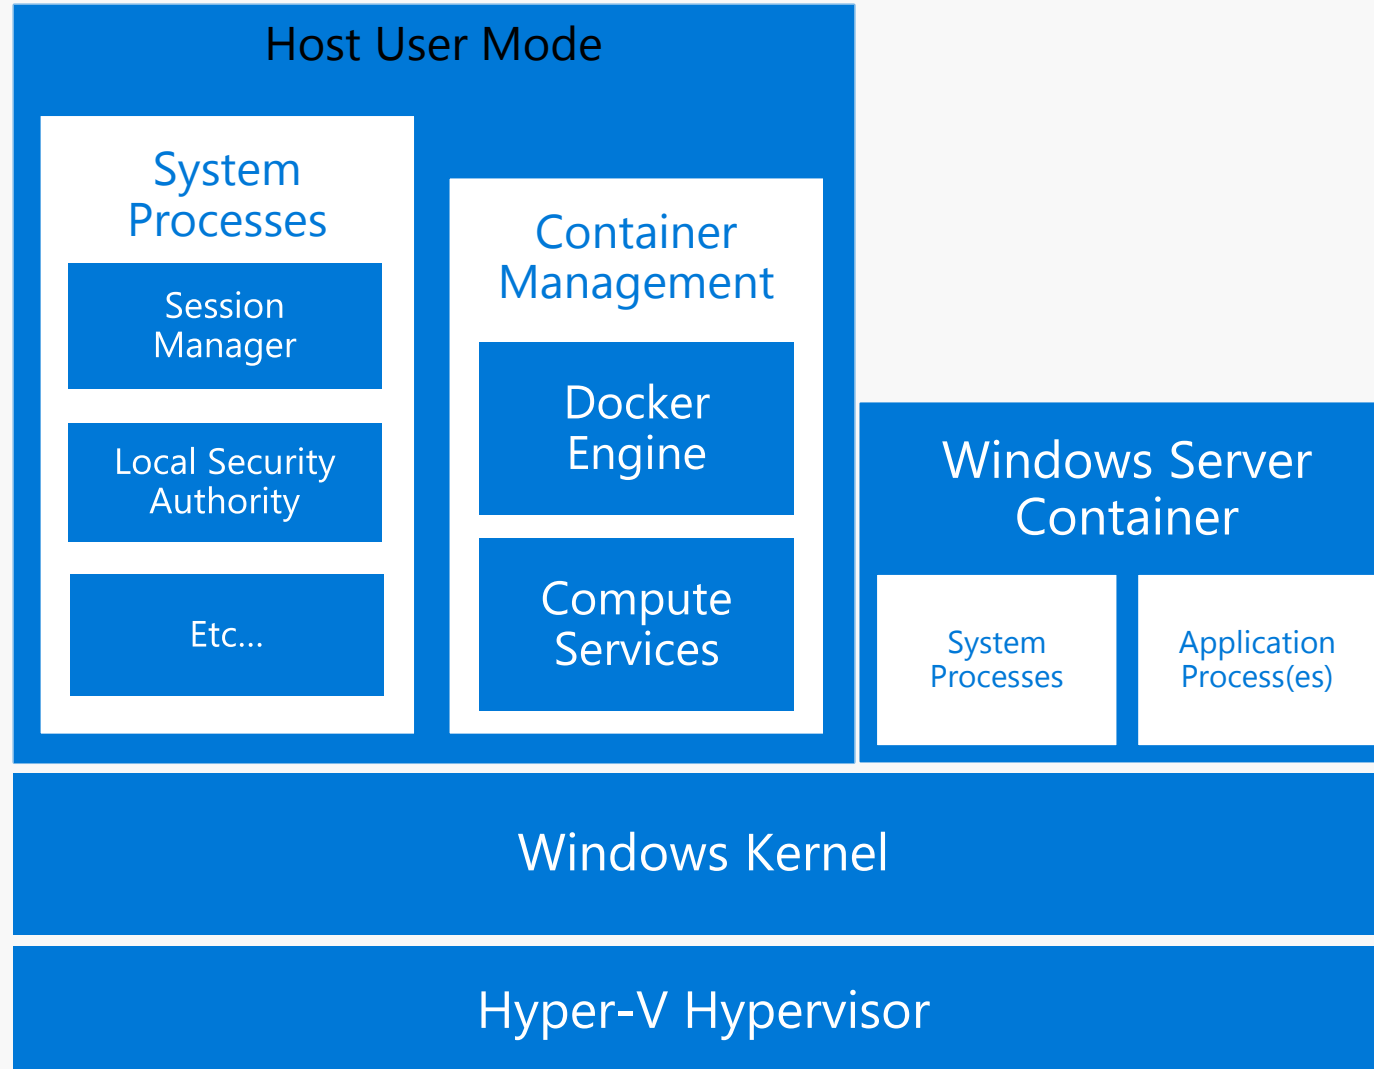 Host User Mode
System
Processes
Session
Manager
Local Security
Authority
Etc...
Container
Management
Docker
Engine
Compute
Services
Windows Server
Container
System
Processes
Application
Process(es)
Windows Kernel
Hyper-V Hypervisor